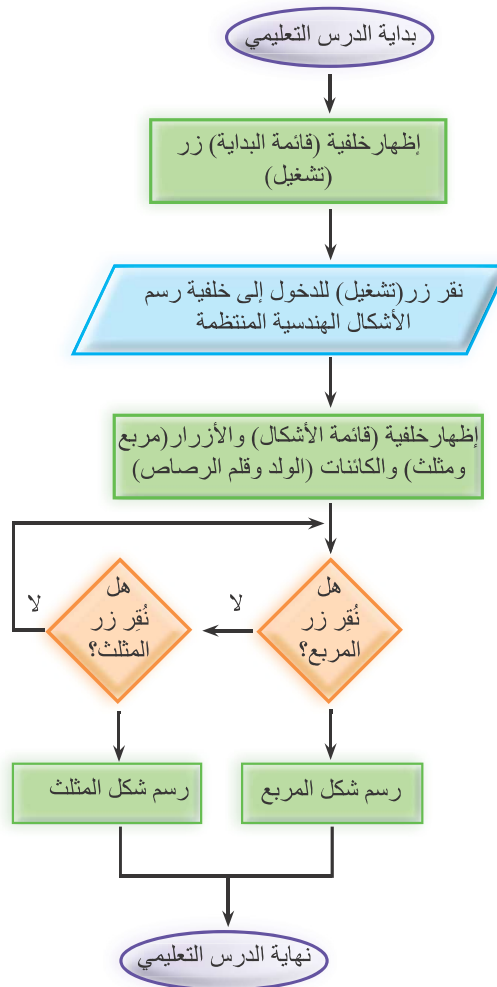 بداية الدرس التعليمي
إظهارخلفية (قائمة البداية) زر
(تشغيل)
نقر زر(تشغيل) للدخول إلى خلفية رسم
الأشكال الهندسية المنتظمة
إظهارخلفية (قائمة الأشكال) والأزرار(مربع
ومثلث) والكائنات (الولد وقلم الرصاص)
هل
نُقِر زر
المربع؟
لا
هل
نُقِر زر
المثلث؟
لا
رسم شكل المربع
رسم شكل المثلث
نهاية الدرس التعليمي